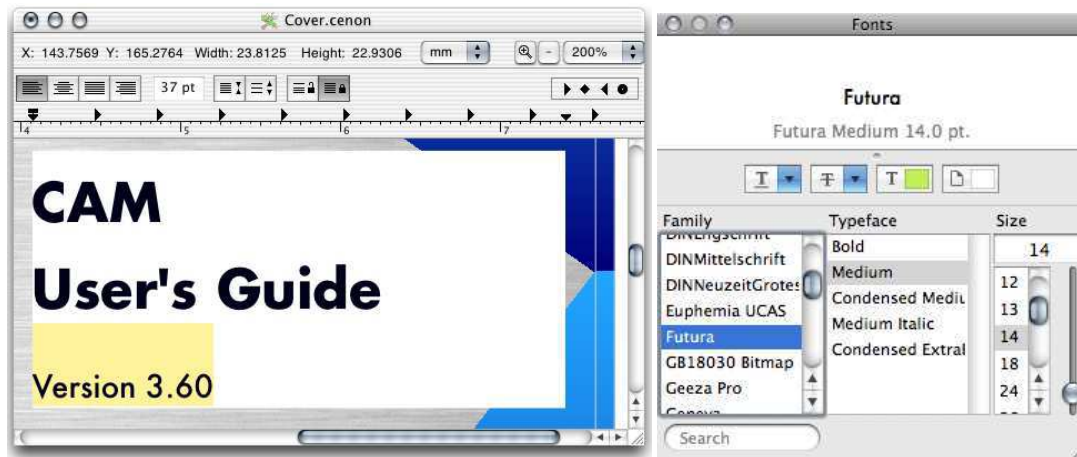 Cover.cenon
X: 143.7569 Y: 165.2764 Width: 23.8125 Height: 22.9306 mm - 200%
37 pt
4 5 6 7
CAM
User's Guide
Version 3.60
Fonts
Futura
Futura Medium 14.0 pt.
T T T
Family Typeface Size
DINEngschrift Bold 14
DINMittelschrift Medium 12
DINNeuzeitGrotes Condensed Mediu 13
Euphemia UCAS Medium Italic 14
Futura Condensed Extral 18
GB18030 Bitmap 24
Geeza Pro
Geneva
Search